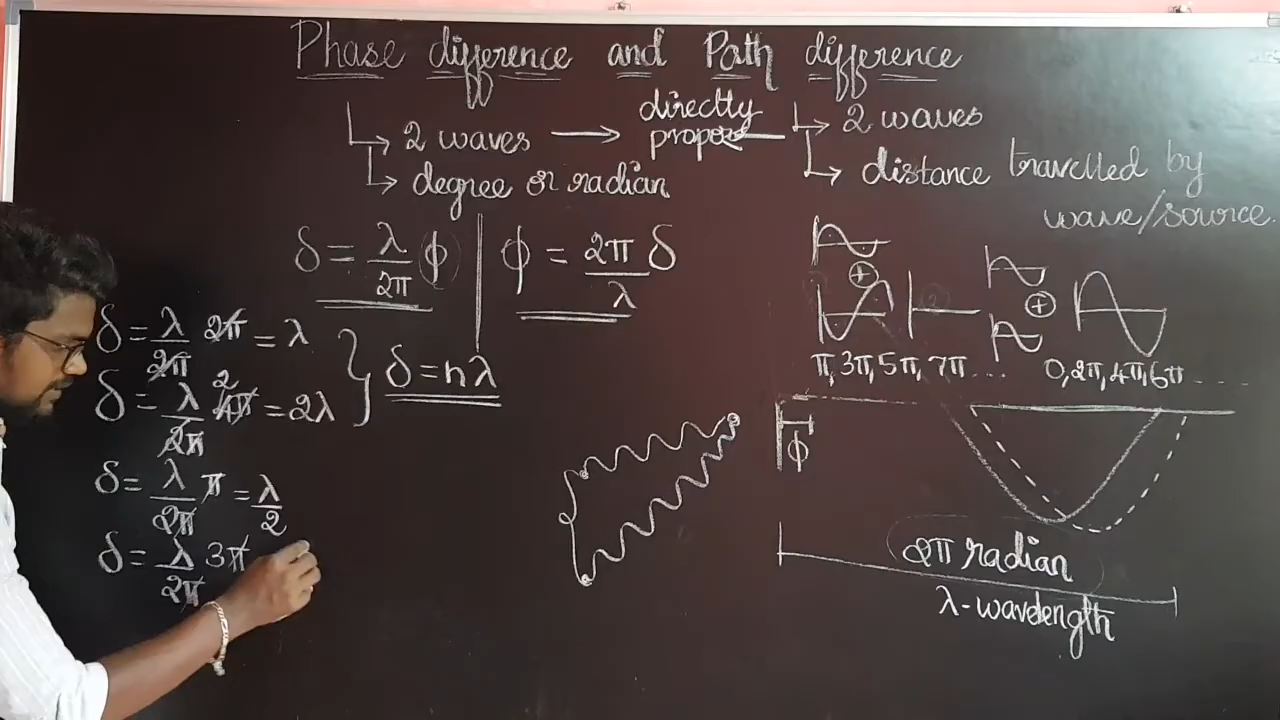 Phase difference and Path difference
2 waves → directly propor — 2 waves
degree or radian
distance travelled by
wave/source.
δ = λ/2π φ | φ = 2π/λ δ
δ = λ/2π 2π = λ
δ = λ/2π 4π 2 = 2λ
} δ = nλ
δ = λ/2π π = λ/2
δ = λ/2π 3π
⊕
⊕
π, 3π, 5π, 7π ...
0, 2π, 4π, 6π ....
φ
2π radian
λ-wavelength